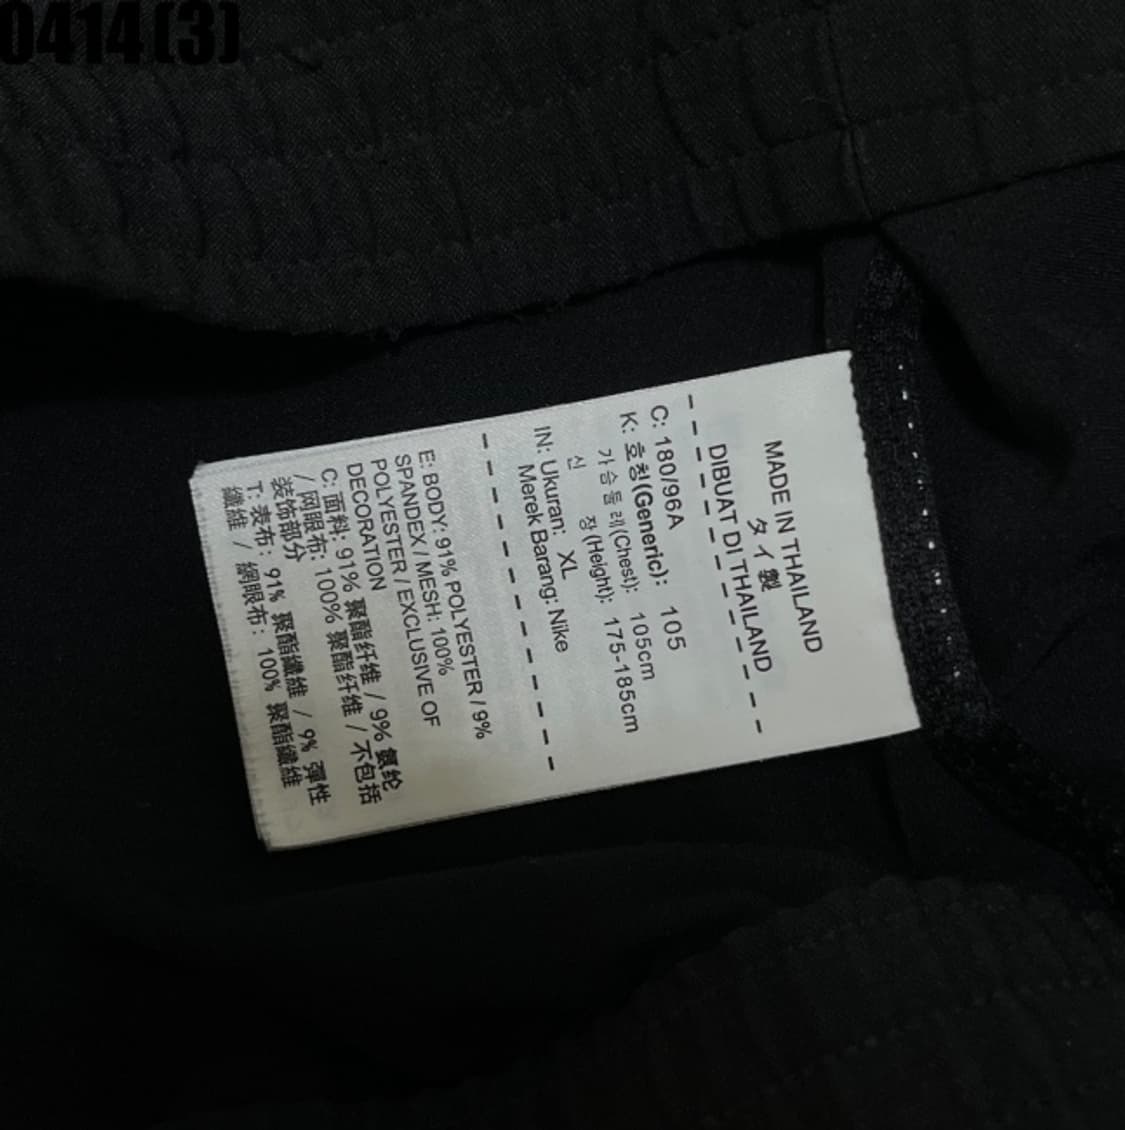 0414(3)
MADE IN THAILAND
タイ製
DIBUAT DI THAILAND
C: 180/96A
K: 호칭(Generic): 105
가슴둘레(Chest): 105cm
신 장(Height): 175-185cm
IN: Ukuran: XL
Merek Barang: Nike
E: BODY: 91% POLYESTER / 9%
SPANDEX / MESH: 100%
POLYESTER / EXCLUSIVE OF
DECORATION
C: 面料: 91% 聚酯纤维 / 9% 氨纶
/ 网眼布: 100% 聚酯纤维 / 不包括
装饰部分
T: 表布: 91% 聚酯纖維 / 9% 彈性
纖維 / 網眼布: 100% 聚酯纖維